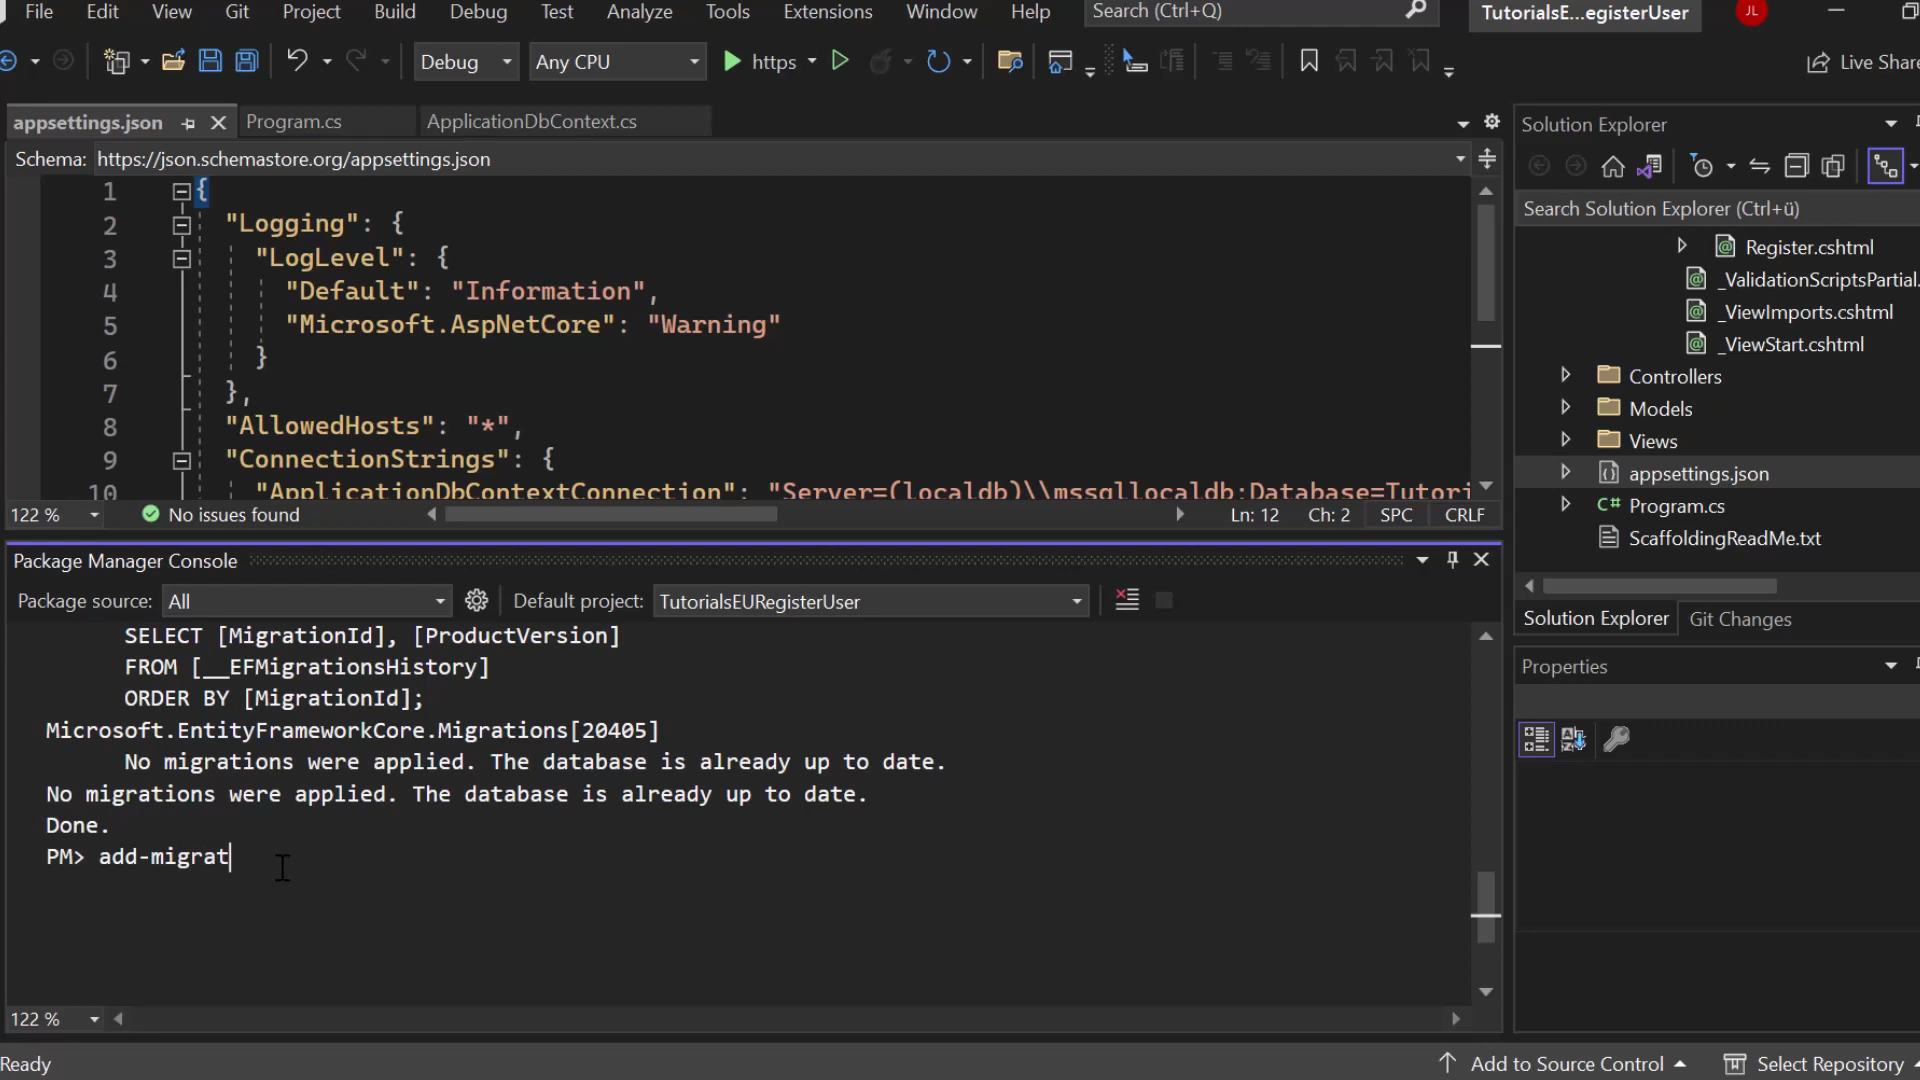 File Edit View Git Project Build Debug Test Analyze Tools Extensions Window Help Search (Ctrl+Q) TutorialsE...egisterUser JL
Debug Any CPU https Live Share
appsettings.json Program.cs ApplicationDbContext.cs
Schema: https://json.schemastore.org/appsettings.json
1 {
2 "Logging": {
3 "LogLevel": {
4 "Default": "Information",
5 "Microsoft.AspNetCore": "Warning"
6 }
7 },
8 "AllowedHosts": "*",
9 "ConnectionStrings": {
10 "ApplicationDbContextConnection": "Server=(localdb)\\mssqllocaldb;Database=Tutori
122 % No issues found Ln: 12 Ch: 2 SPC CRLF
Package Manager Console
Package source: All Default project: TutorialsEURegisterUser
SELECT [MigrationId], [ProductVersion]
FROM [__EFMigrationsHistory]
ORDER BY [MigrationId];
Microsoft.EntityFrameworkCore.Migrations[20405]
No migrations were applied. The database is already up to date.
No migrations were applied. The database is already up to date.
Done.
PM> add-migrat
122 %
Solution Explorer
Search Solution Explorer (Ctrl+ü)
Register.cshtml
_ValidationScriptsPartial.
_ViewImports.cshtml
_ViewStart.cshtml
Controllers
Models
Views
appsettings.json
C# Program.cs
ScaffoldingReadMe.txt
Solution Explorer Git Changes
Properties
Ready Add to Source Control Select Repository